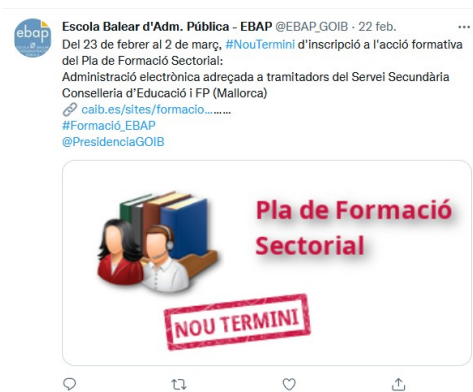 ebap
Escola Balear d'Adm. Pública - EBAP @EBAP_GOIB · 22 feb.
Del 23 de febrer al 2 de març, #NouTermini d'inscripció a l'acció formativa
del Pla de Formació Sectorial:
Administració electrònica adreçada a tramitadors del Servei Secundària
Conselleria d'Educació i FP (Mallorca)
caib.es/sites/formacio...……
#Formació_EBAP
@PresidenciaGOIB
Pla de Formació
Sectorial
NOU TERMINI